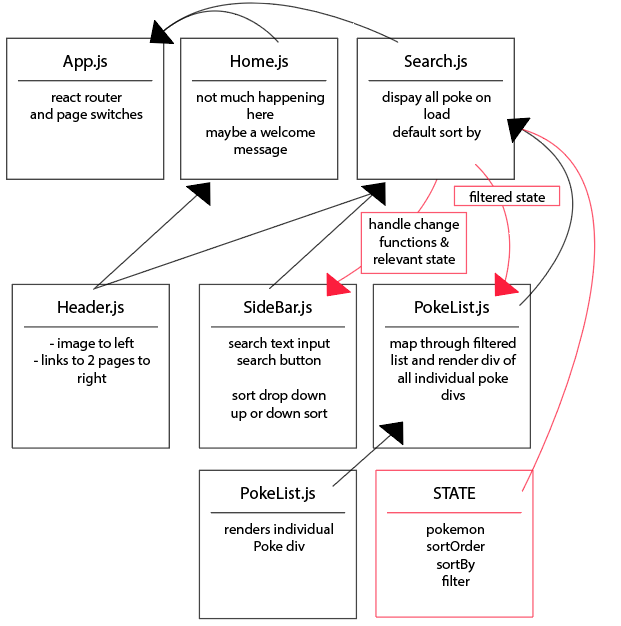 App.js
react router
and page switches
Home.js
not much happening
here
maybe a welcome
message
Search.js
dispay all poke on
load
default sort by
filtered state
handle change
functions &
relevant state
Header.js
- image to left
- links to 2 pages to
right
SideBar.js
search text input
search button
sort drop down
up or down sort
PokeList.js
map through filtered
list and render div of
all individual poke
divs
PokeList.js
renders individual
Poke div
STATE
pokemon
sortOrder
sortBy
filter